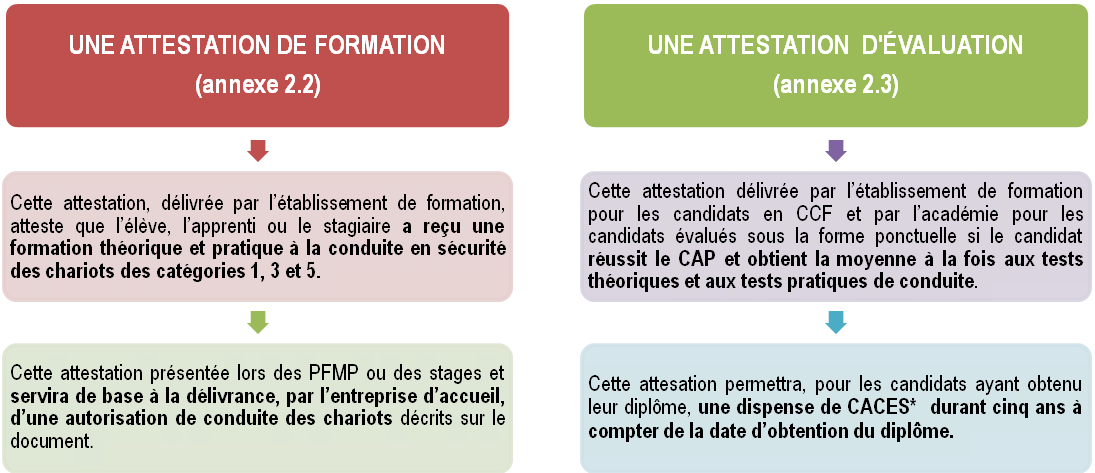 UNE ATTESTATION DE FORMATION
(annexe 2.2)
Cette attestation, délivrée par l'établissement de formation,
atteste que l'élève, l'apprenti ou le stagiaire a reçu une
formation théorique et pratique à la conduite en sécurité
des chariots des catégories 1, 3 et 5.
Cette attestation présentée lors des PFMP ou des stages et
servira de base à la délivrance, par l'entreprise d'accueil,
d'une autorisation de conduite des chariots décrits sur le
document.
UNE ATTESTATION D'ÉVALUATION
(annexe 2.3)
Cette attestation délivrée par l'établissement de formation
pour les candidats en CCF et par l'académie pour les
candidats évalués sous la forme ponctuelle si le candidat
réussit le CAP et obtient la moyenne à la fois aux tests
théoriques et aux tests pratiques de conduite.
Cette attesation permettra, pour les candidats ayant obtenu
leur diplôme, une dispense de CACES* durant cinq ans à
compter de la date d'obtention du diplôme.